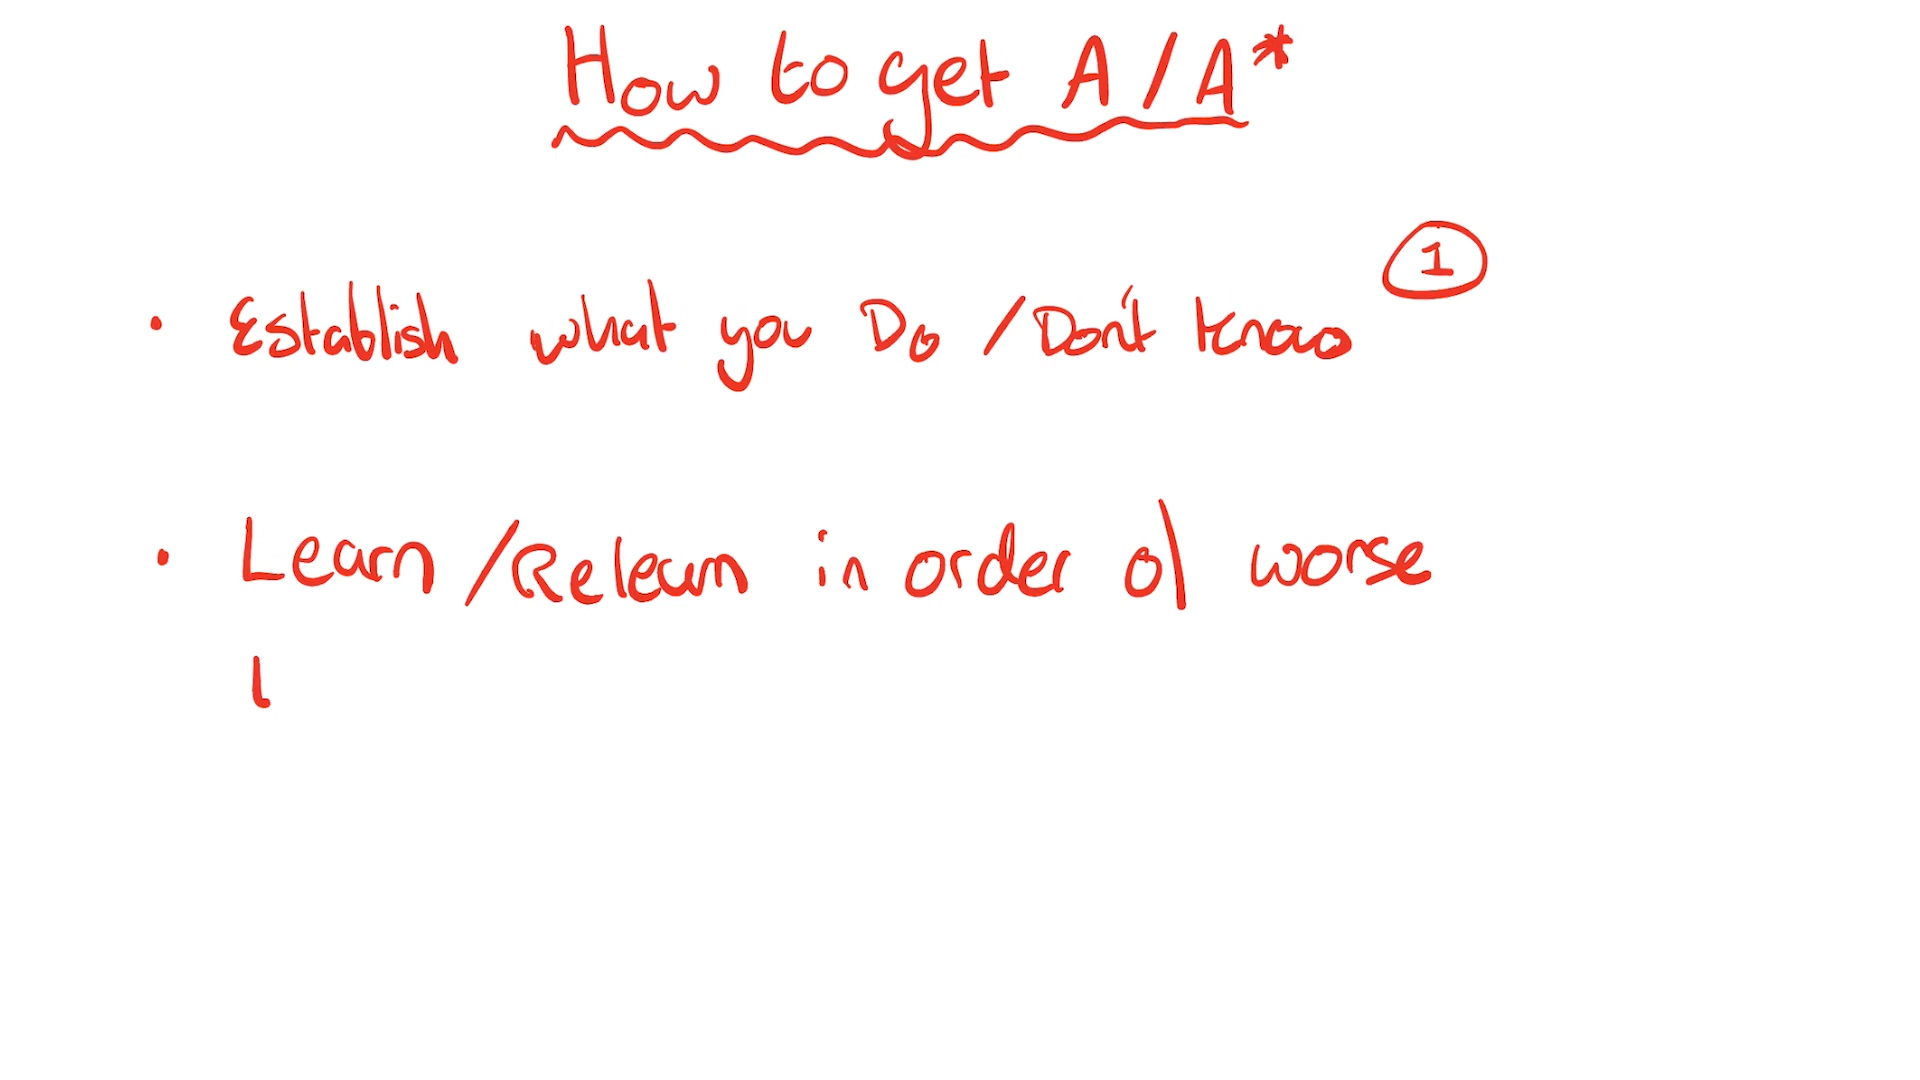 How to get A/A*
1
• Establish what you Do/Don't know
• Learn/Relearn in order of worse